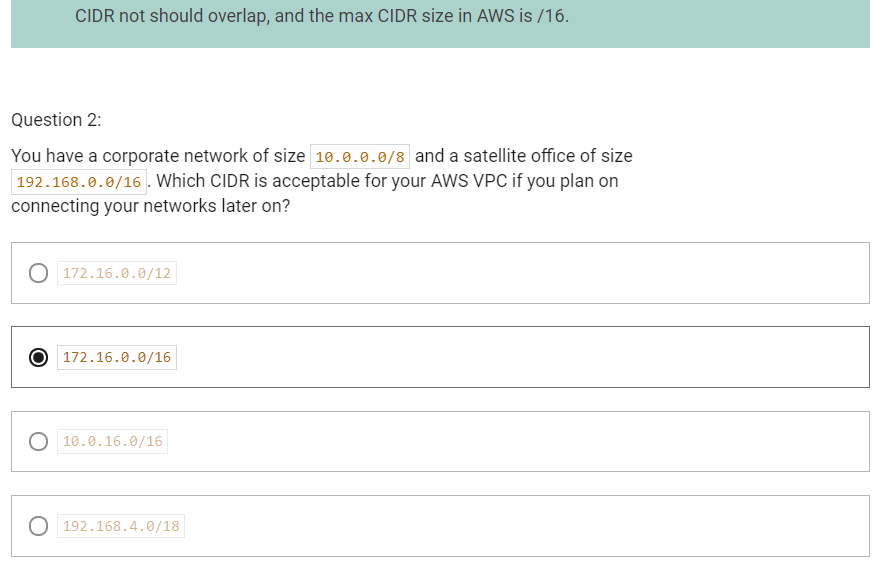 CIDR not should overlap, and the max CIDR size in AWS is /16.
Question 2:
You have a corporate network of size 10.0.0.0/8 and a satellite office of size
192.168.0.0/16. Which CIDR is acceptable for your AWS VPC if you plan on
connecting your networks later on?
172.16.0.0/12
172.16.0.0/16
10.0.16.0/16
192.168.4.0/18